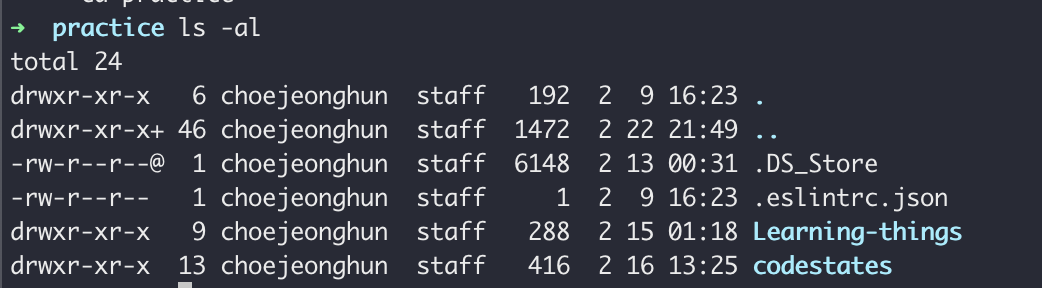 cd practice
➜  practice ls -al
total 24
drwxr-xr-x   6 choejeonghun  staff   192  2  9 16:23 .
drwxr-xr-x+ 46 choejeonghun  staff  1472  2 22 21:49 ..
-rw-r--r--@  1 choejeonghun  staff  6148  2 13 00:31 .DS_Store
-rw-r--r--   1 choejeonghun  staff     1  2  9 16:23 .eslintrc.json
drwxr-xr-x   9 choejeonghun  staff   288  2 15 01:18 Learning-things
drwxr-xr-x  13 choejeonghun  staff   416  2 16 13:25 codestates